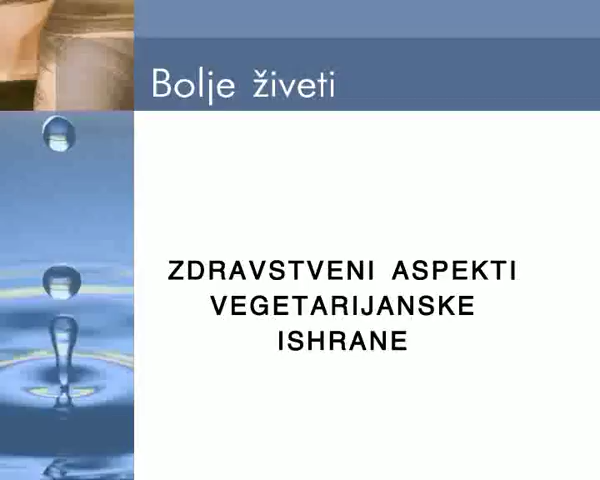 Bolje živeti
ZDRAVSTVENI ASPEKTI
VEGETARIJANSKE
ISHRANE